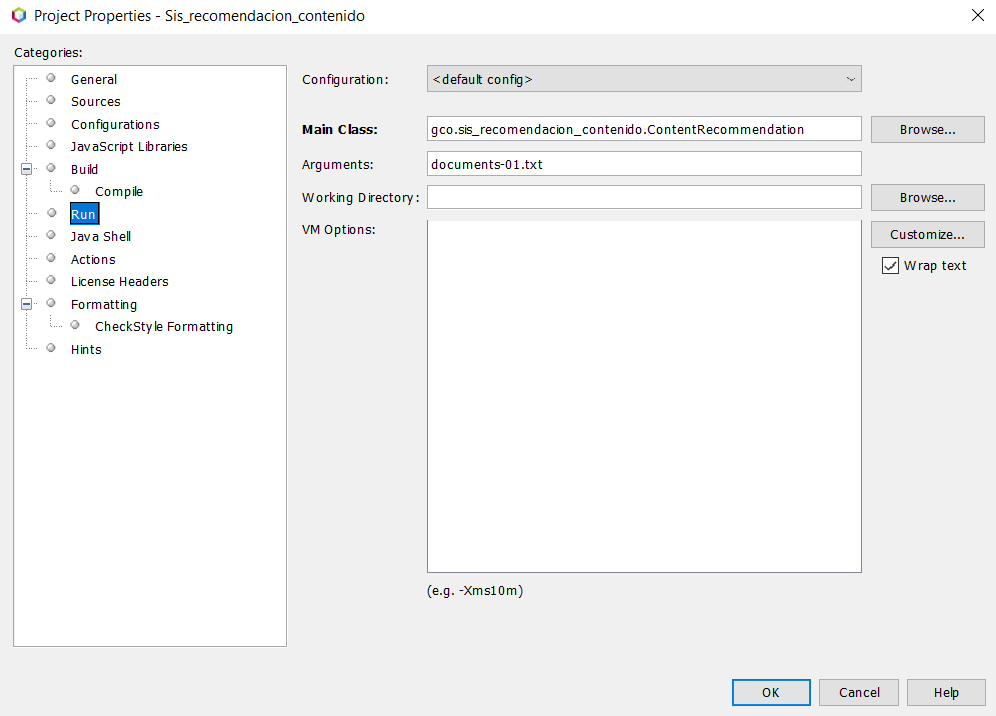 Project Properties - Sis_recomendacion_contenido
Categories:
General
Sources
Configurations
JavaScript Libraries
Build
Compile
Run
Java Shell
Actions
License Headers
Formatting
CheckStyle Formatting
Hints
Configuration: <default config>
Main Class: gco.sis_recomendacion_contenido.ContentRecommendation Browse...
Arguments: documents-01.txt
Working Directory: Browse...
VM Options: Customize...
Wrap text
(e.g. -Xms10m)
OK Cancel Help